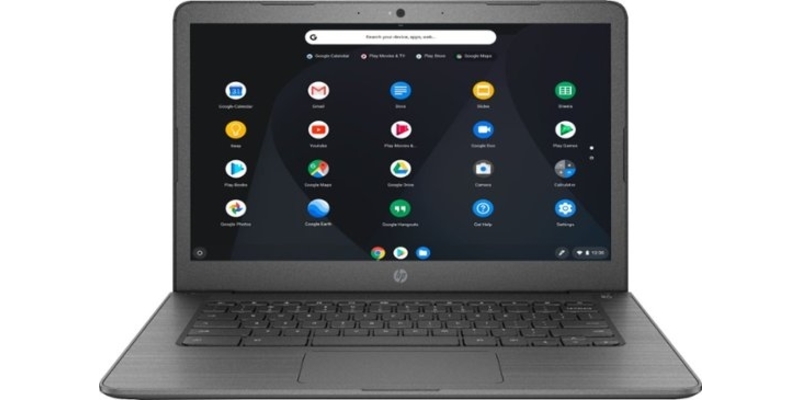 Search your device, apps, web...
Google Calendar Play Movies & TV Play Store Google Maps
Google Calendar Gmail Docs Slides Sheets
Keep YouTube Play Movies &... Google Duo Play Games
Play Books Google Maps Google Drive Camera Calculator
Google Photos Google Earth Google Hangouts Get Help Settings
hp